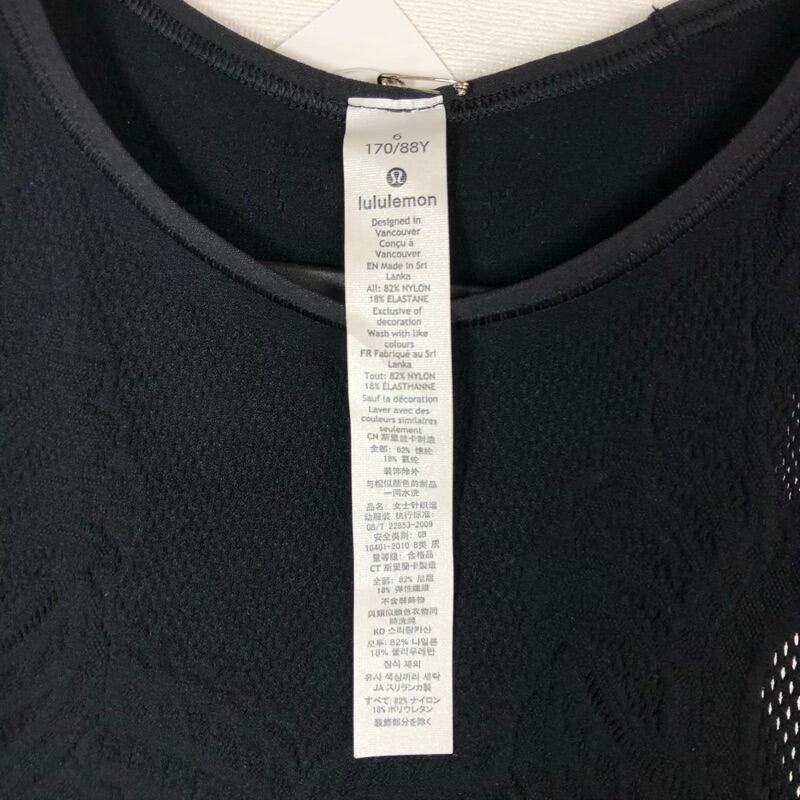 6
170/88Y
lululemon
Designed in
Vancouver
Conçu à
Vancouver
EN Made in Sri
Lanka
All: 82% NYLON
18% ELASTANE
Exclusive of
decoration
Wash with like
colours
FR Fabriqué au Sri
Lanka
Tout: 82% NYLON
18% ÉLASTHANNE
Sauf la décoration
Laver avec des
couleurs similaires
seulement
CN 斯里兰卡制造
全部: 82% 锦纶
18% 氨纶
装饰除外
与相似颜色的制品
一同水洗
品名: 女士针织运
动服装 执行标准:
GB/T 22853-2009
安全类别: GB
18401-2010 B类 质
量等级: 合格品
CT 斯里蘭卡製造
全部: 82% 尼龍
18% 彈性纖維
不含裝飾物
與類似顏色衣物同
時洗滌
KO 스리랑카산
모두: 82% 나일론
18% 폴리우레탄
장식 제외
유사 색상끼리 세탁
JA スリランカ製
すべて: 82% ナイロン
18% ポリウレタン
装飾部分を除く